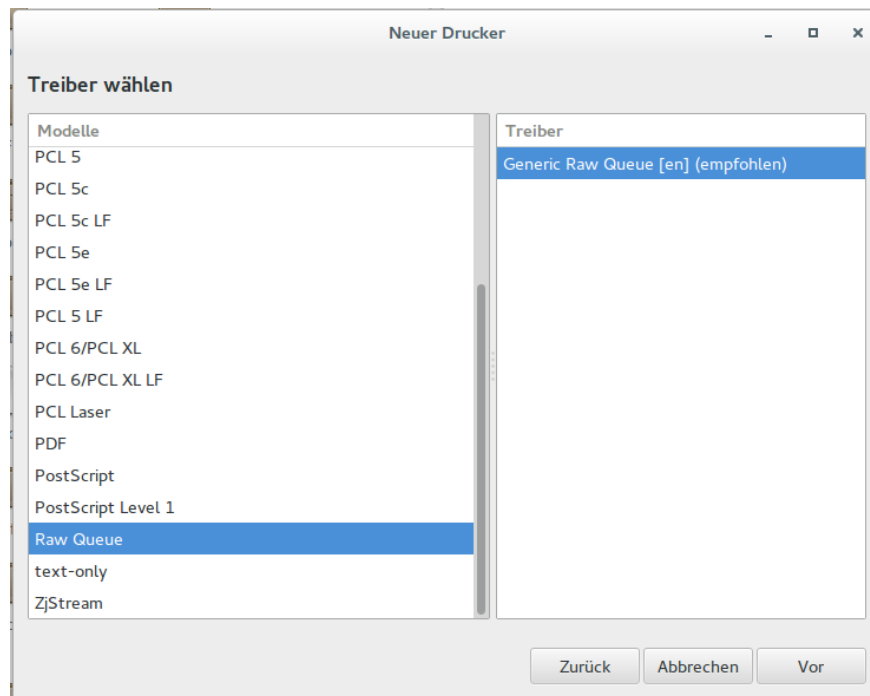 Neuer Drucker
Treiber wählen
Modelle
PCL 5
PCL 5c
PCL 5c LF
PCL 5e
PCL 5e LF
PCL 5 LF
PCL 6/PCL XL
PCL 6/PCL XL LF
PCL Laser
PDF
PostScript
PostScript Level 1
Raw Queue
text-only
ZjStream
Treiber
Generic Raw Queue [en] (empfohlen)
Zurück
Abbrechen
Vor